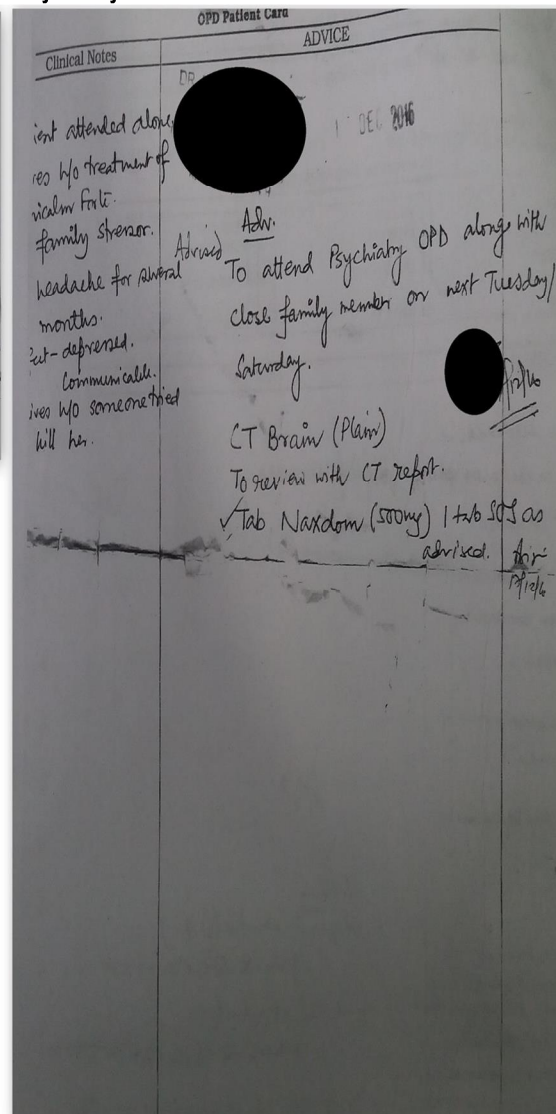 OPD Patient Card
Clinical Notes
ADVICE
DR
DEC 2016
ient attended alone.
res h/o treatment of
nicalm forte.
family stressor.
headache for several
months.
depressed.
Communicable.
ives h/o someone tried
kill her.
Adv.
Advised
To attend Psychiatry OPD along with
close family member on next Tuesday/
Saturday.
CT Brain (Plain)
To review with CT report.
✓Tab Naxdom (500mg) 1 tab SOS as
advised.